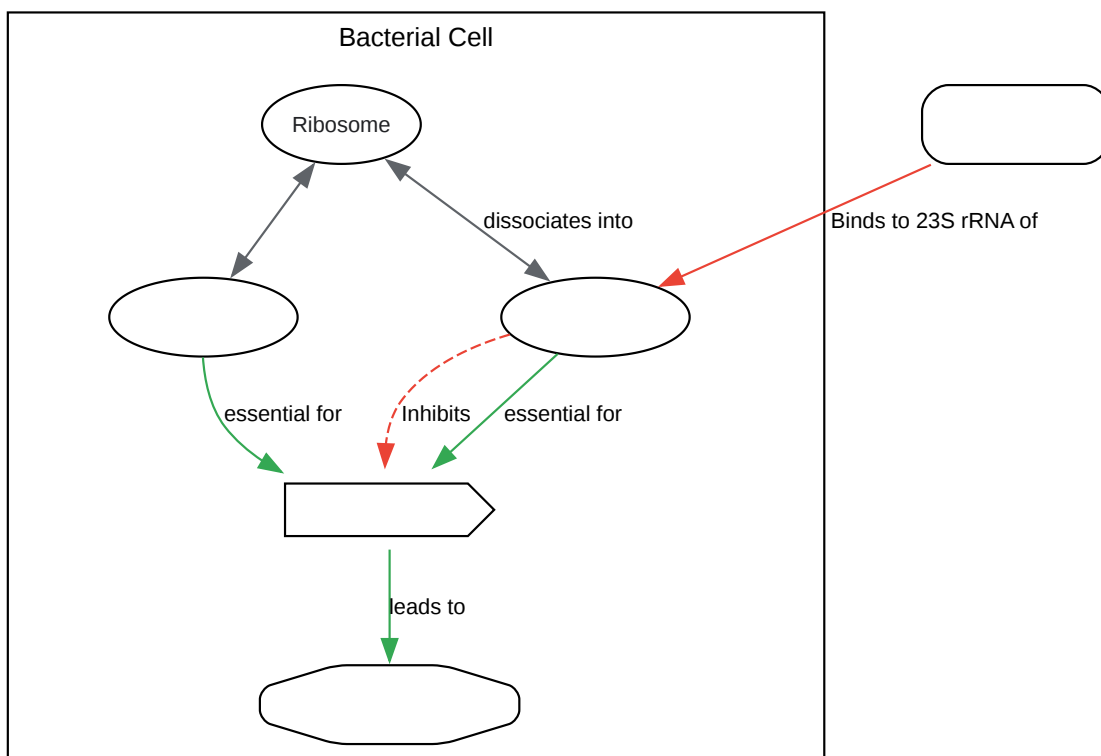 Bacterial Cell
Ribosome
dissociates into
Binds to 23S rRNA of
essential for
Inhibits
essential for
leads to